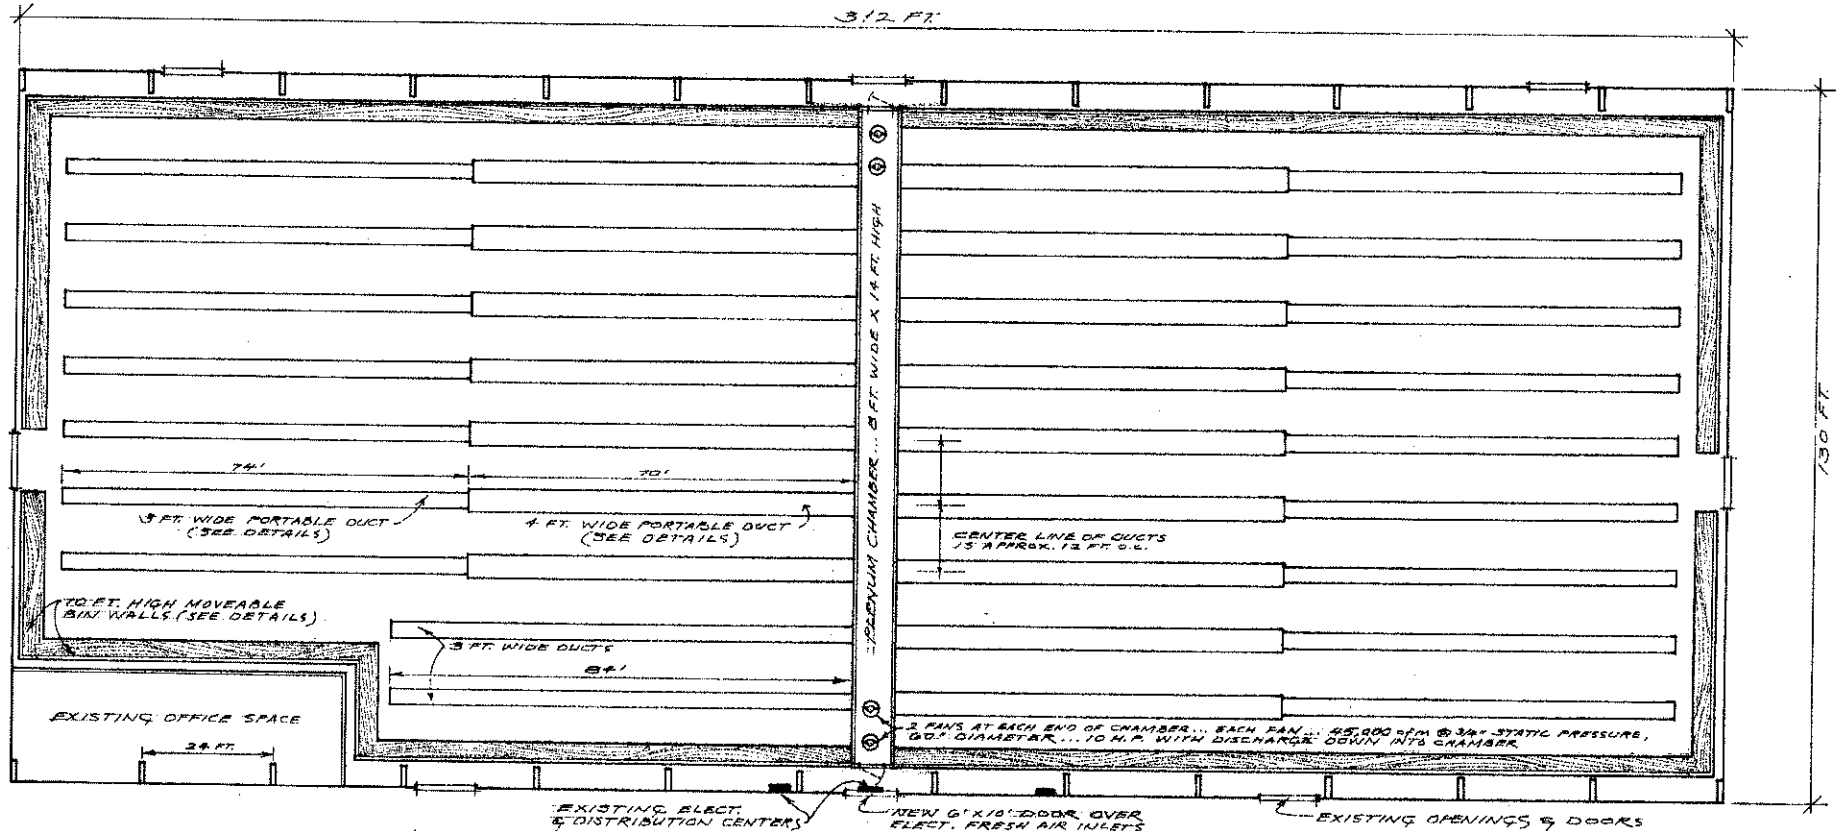 312 FT.
130 FT.
PLENUM CHAMBER... 8 FT. WIDE X 14 FT. HIGH
74'
70'
3 FT. WIDE PORTABLE DUCT
(SEE DETAILS)
4 FT. WIDE PORTABLE DUCT
(SEE DETAILS)
CENTER LINE OF DUCTS
IS APPROX. 12 FT. O.C.
10 FT. HIGH MOVEABLE
BIN WALLS (SEE DETAILS)
3 FT. WIDE DUCTS
84'
EXISTING OFFICE SPACE
24 FT.
2 FANS AT EACH END OF CHAMBER... EACH FAN... 45,000 cfm @ 3/4" STATIC PRESSURE,
60" DIAMETER... 10 H.P. WITH DISCHARGE DOWN INTO CHAMBER
EXISTING ELECT.
& DISTRIBUTION CENTERS
NEW 6'X10' DOOR OVER
ELECT. FRESH AIR INLETS
EXISTING OPENINGS & DOORS